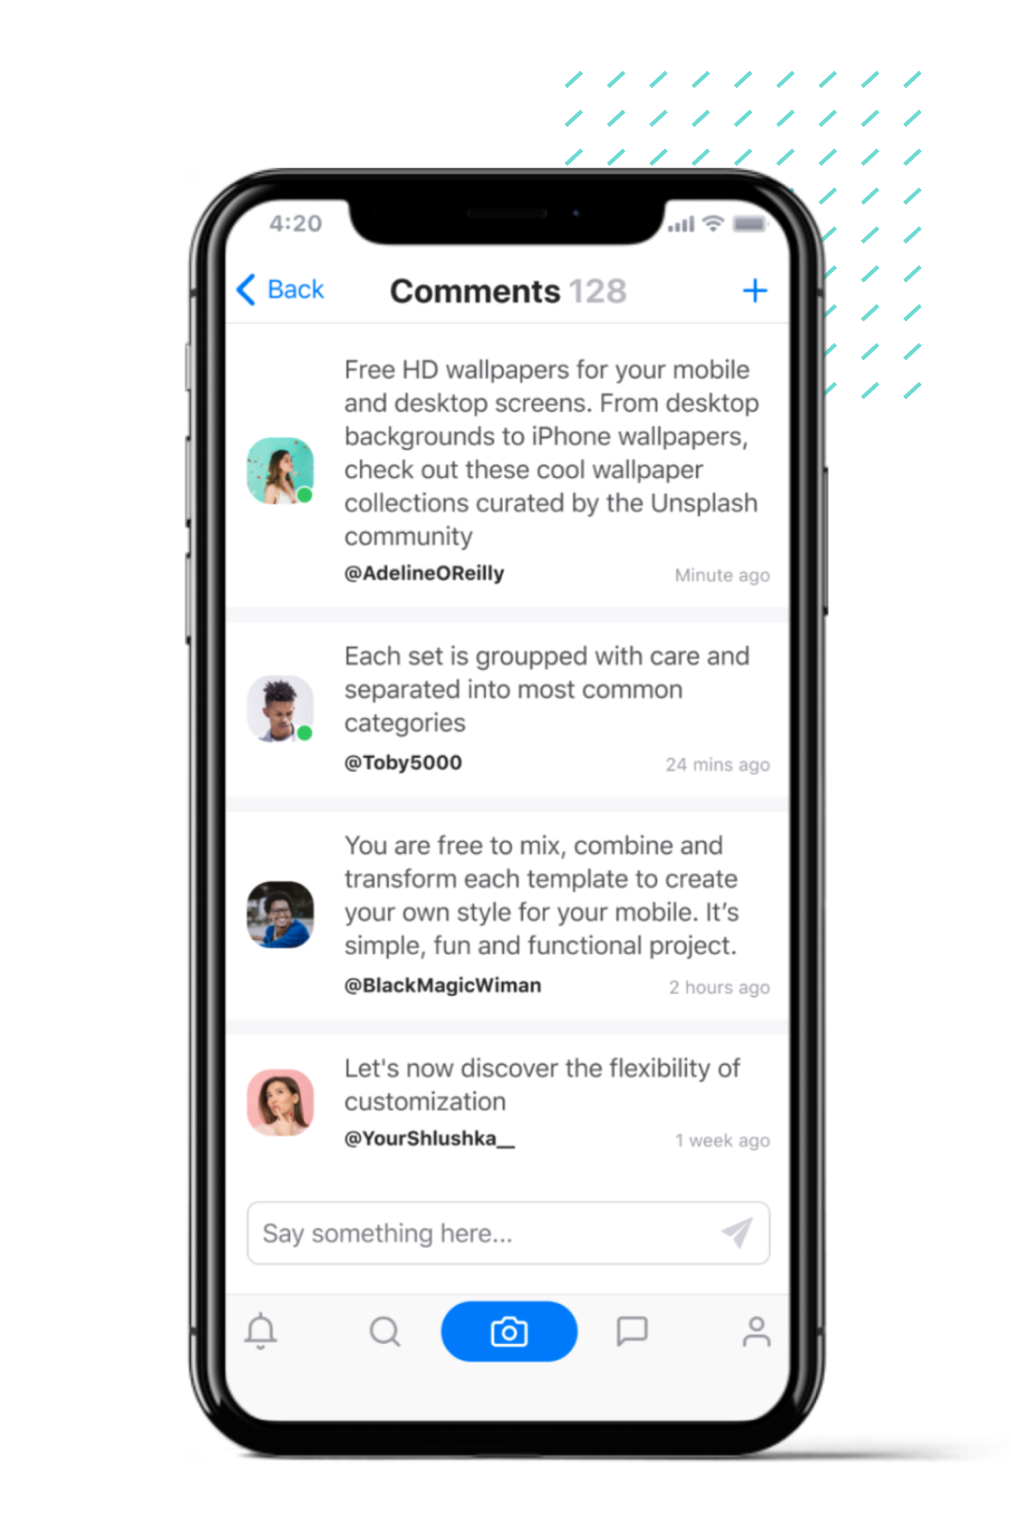 4:20
Back
Comments 128
Free HD wallpapers for your mobile
and desktop screens. From desktop
backgrounds to iPhone wallpapers,
check out these cool wallpaper
collections curated by the Unsplash
community
@AdelineOReilly
Minute ago
Each set is groupped with care and
separated into most common
categories
@Toby5000
24 mins ago
You are free to mix, combine and
transform each template to create
your own style for your mobile. It’s
simple, fun and functional project.
@BlackMagicWiman
2 hours ago
Let's now discover the flexibility of
customization
@YourShlushka__
1 week ago
Say something here...